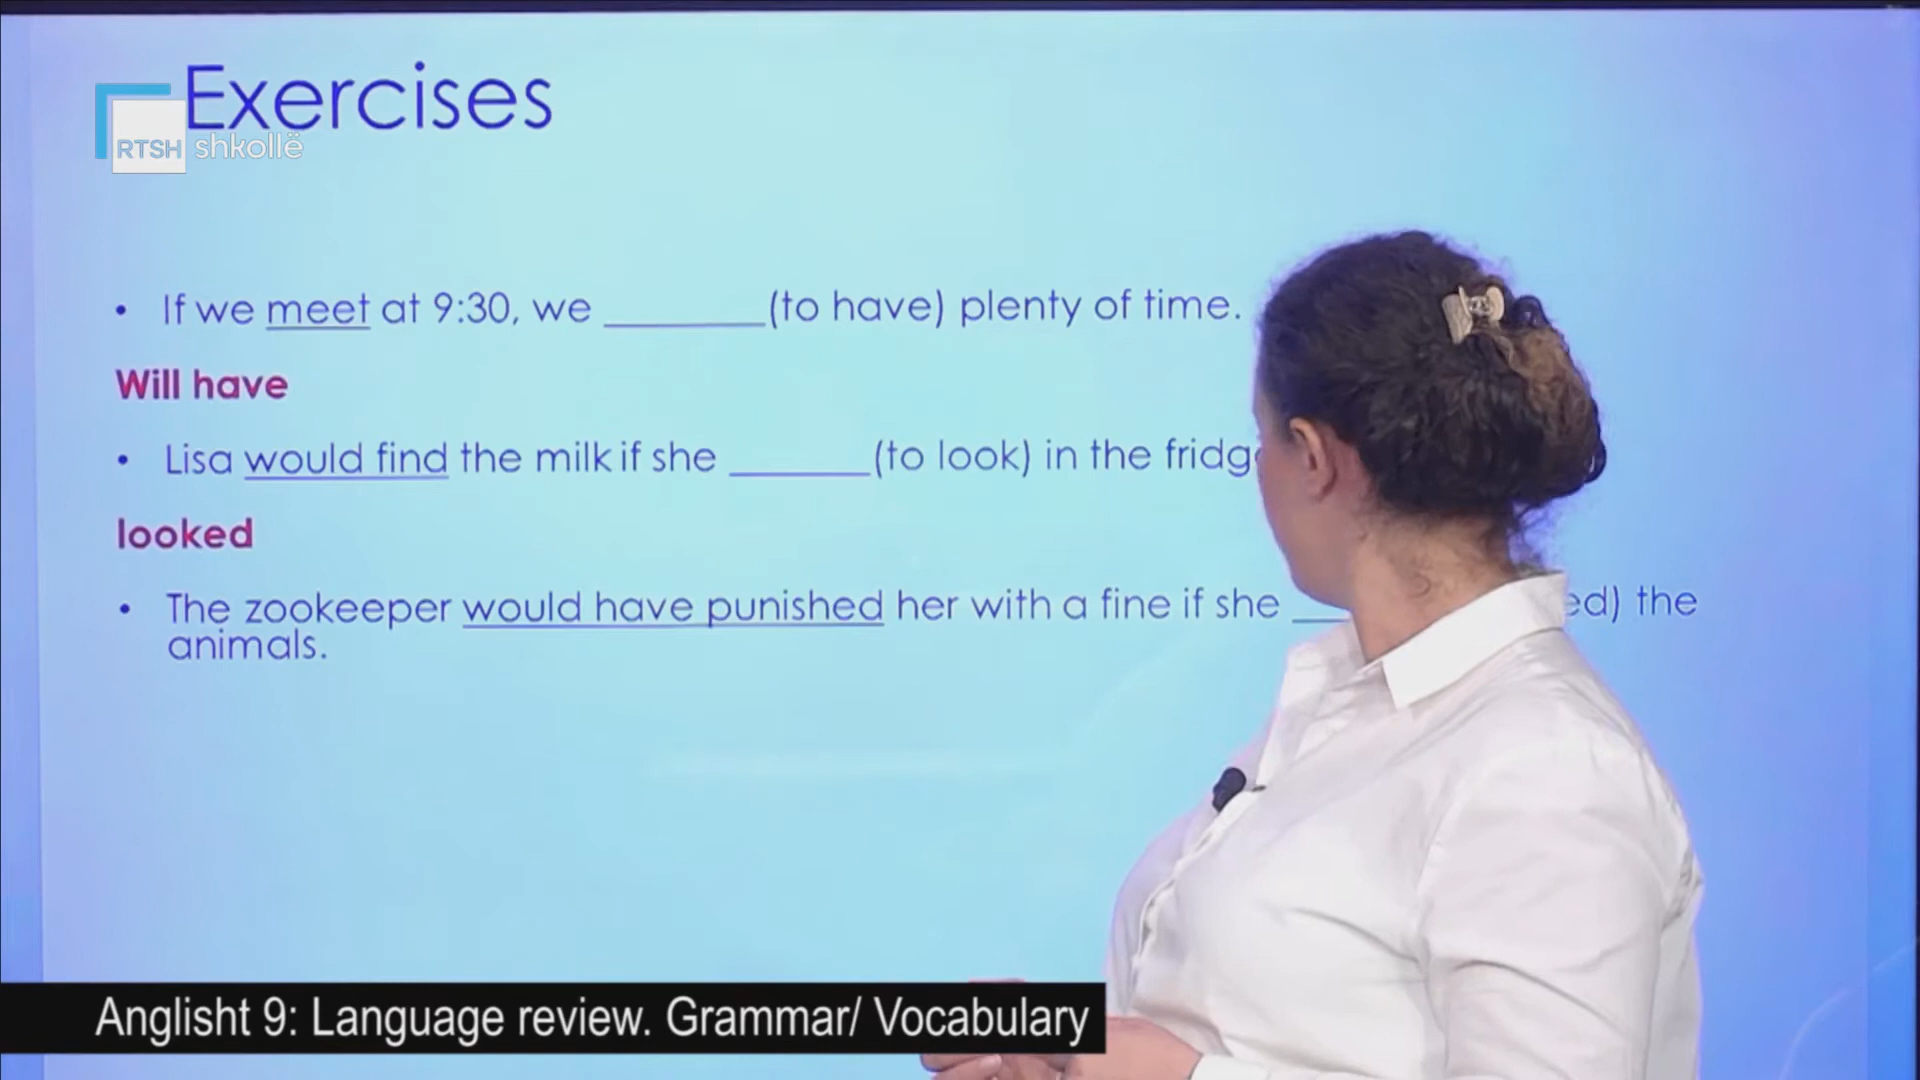 Exercises
RTSH shkollë
• If we meet at 9:30, we ________(to have) plenty of time.
Will have
• Lisa would find the milk if she _______(to look) in the
looked
• The zookeeper would have punished her with a fine if she the
animals.
Anglisht 9: Language review. Grammar/ Vocabulary